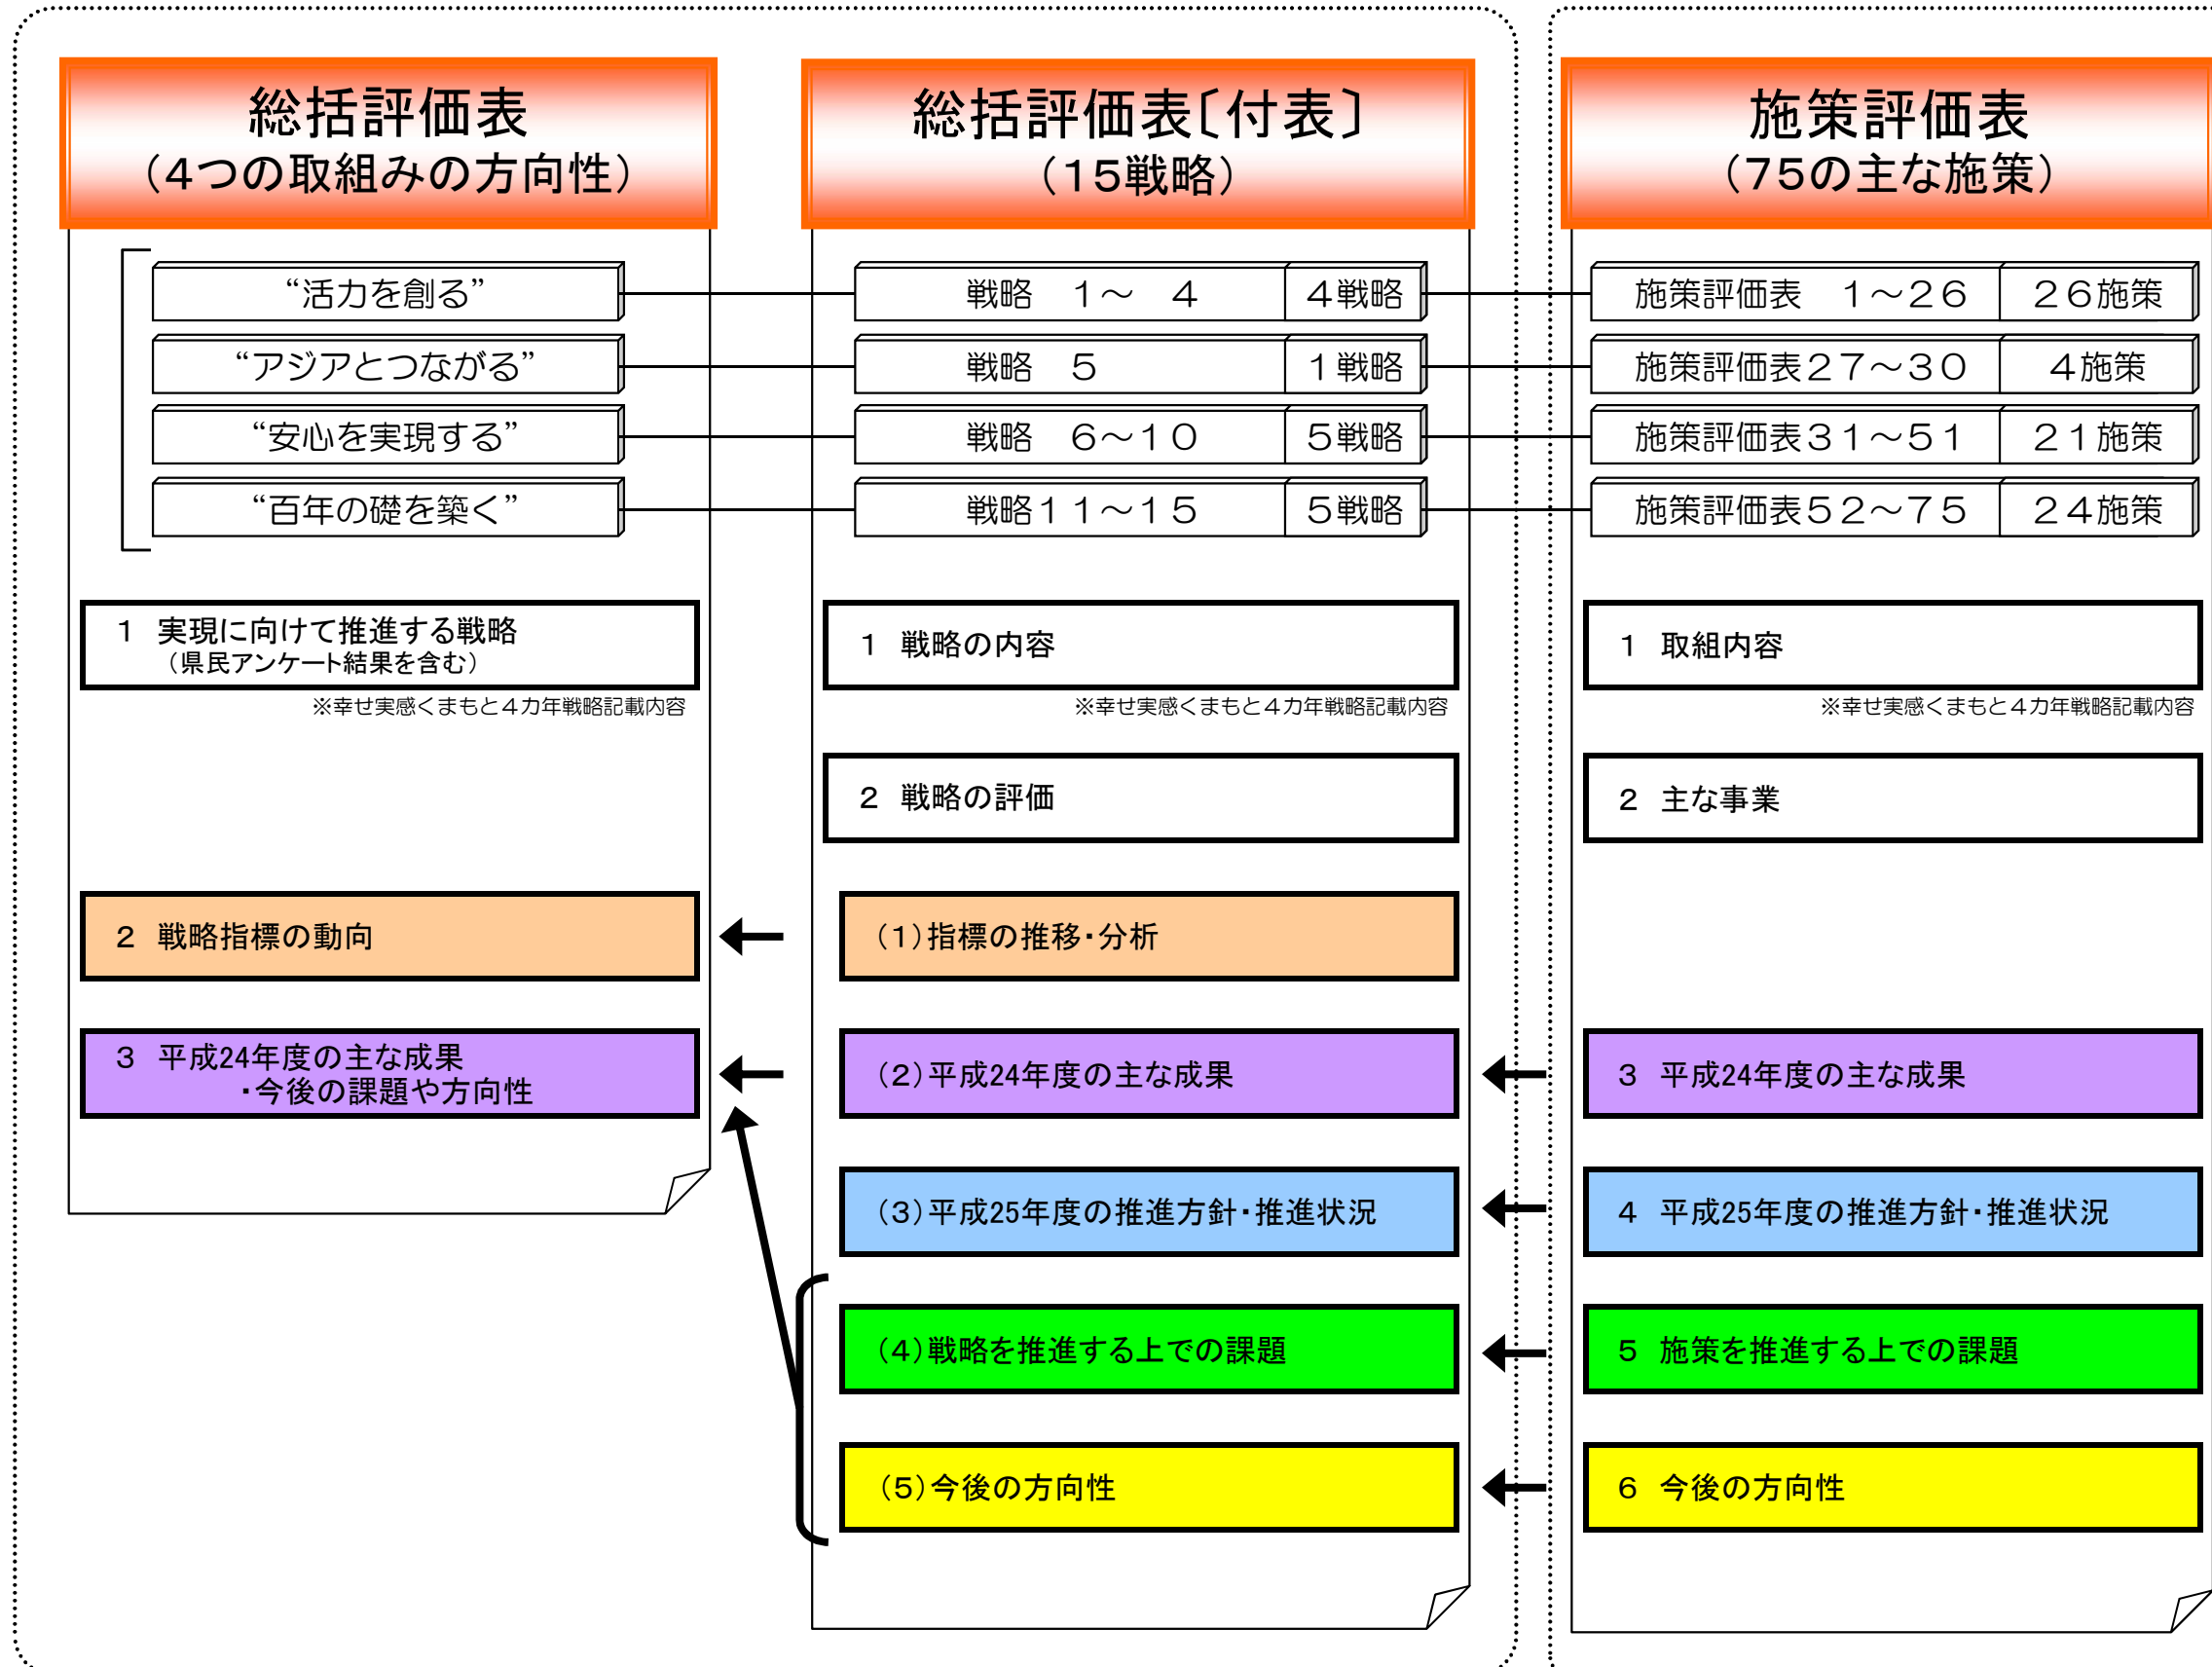 総括評価表
（4つの取組みの方向性）
“活力を創る”
“アジアとつながる”
“安心を実現する”
“百年の礎を築く”
1 実現に向けて推進する戦略
（県民アンケート結果を含む）
※幸せ実感くまもと４カ年戦略記載内容
2 戦略指標の動向
3 平成24年度の主な成果
・今後の課題や方向性
総括評価表〔付表〕
（15戦略）
戦略　１～　４　４戦略
戦略　５　１戦略
戦略　６～１０　５戦略
戦略１１～１５　５戦略
1 戦略の内容
※幸せ実感くまもと４カ年戦略記載内容
2 戦略の評価
（1）指標の推移・分析
（2）平成24年度の主な成果
（3）平成25年度の推進方針・推進状況
（4）戦略を推進する上での課題
（5）今後の方向性
施策評価表
（75の主な施策）
施策評価表　１～２６　２６施策
施策評価表２７～３０　４施策
施策評価表３１～５１　２１施策
施策評価表５２～７５　２４施策
1 取組内容
※幸せ実感くまもと４カ年戦略記載内容
2 主な事業
3 平成24年度の主な成果
4 平成25年度の推進方針・推進状況
5 施策を推進する上での課題
6 今後の方向性